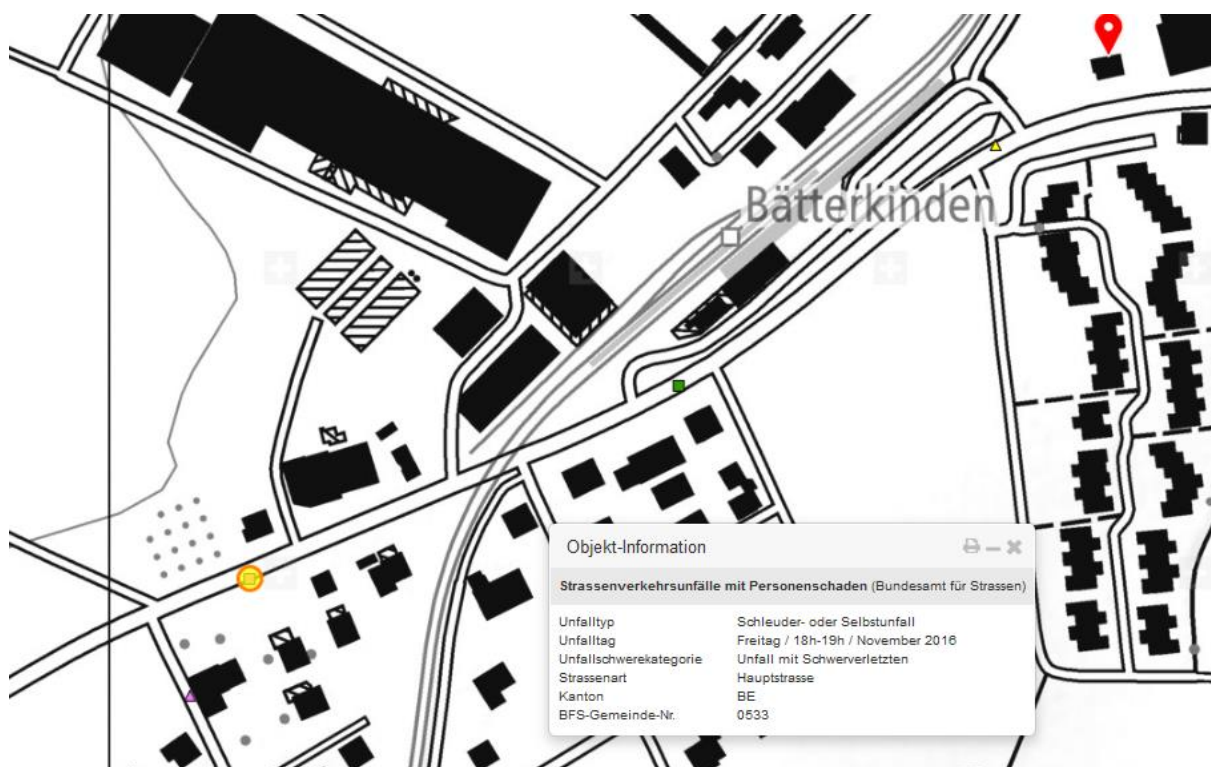 Bätterkinden
Objekt-Information
Strassenverkehrsunfälle mit Personenschaden (Bundesamt für Strassen)
Unfalltyp Schleuder- oder Selbstunfall
Unfalltag Freitag / 18h-19h / November 2016
Unfallschwerekategorie Unfall mit Schwerverletzten
Strassenart Hauptstrasse
Kanton BE
BFS-Gemeinde-Nr. 0533